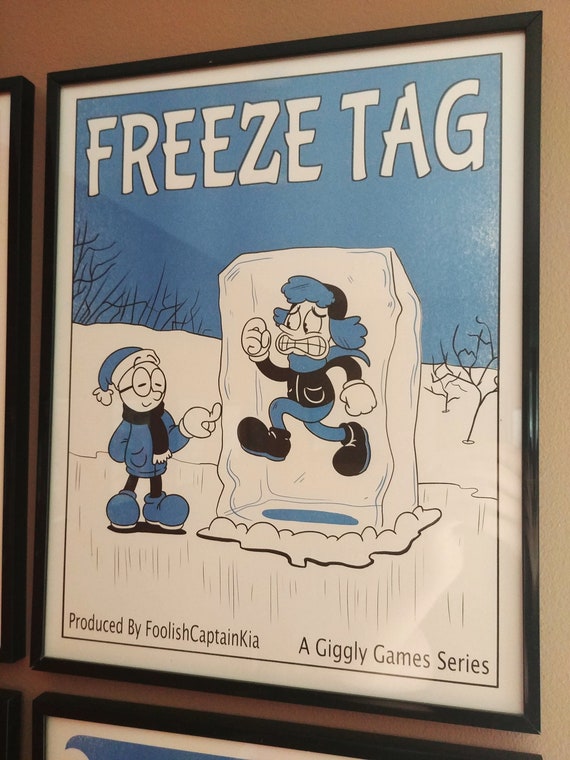 FREEZE TAG
Produced By FoolishCaptainKia
A Giggly Games Series